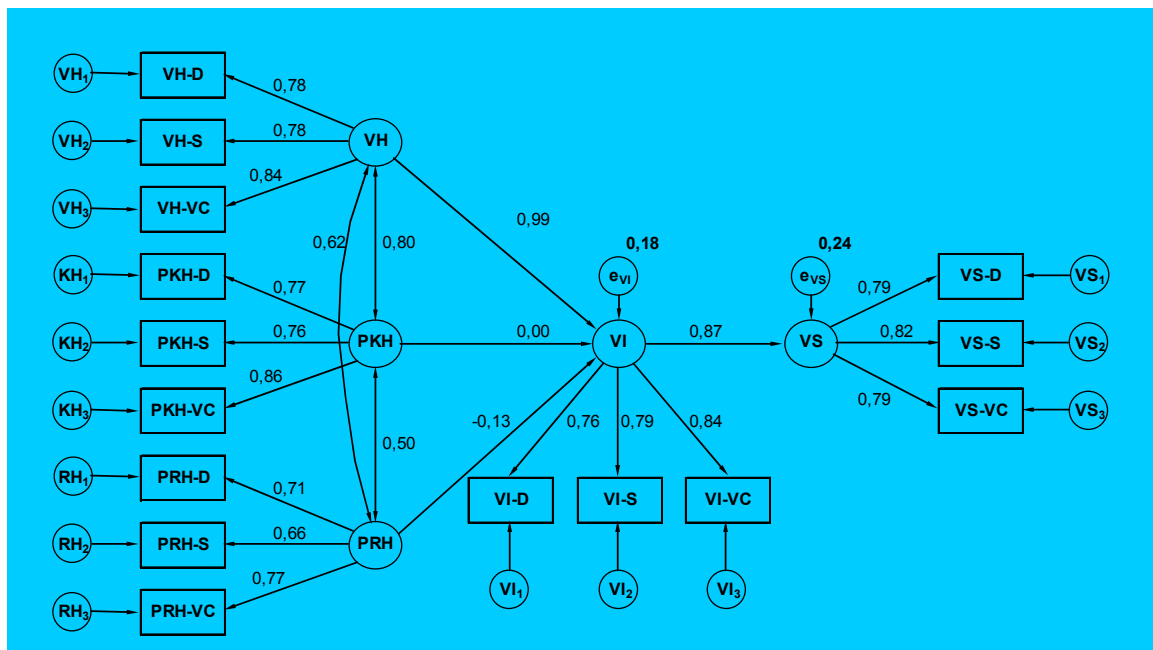 VH1
VH-D
0,78
VH2
VH-S
0,78
VH
VH3
VH-VC
0,84
0,99
0,62
0,80
0,18
0,24
KH1
PKH-D
0,77
eVI
eVS
0,79
VS-D
VS1
KH2
PKH-S
0,76
PKH
0,00
VI
0,87
VS
0,82
VS-S
VS2
KH3
PKH-VC
0,86
0,79
VS-VC
VS3
0,50
-0,13
0,76
0,79
0,84
RH1
PRH-D
0,71
VI-D
VI-S
VI-VC
RH2
PRH-S
0,66
PRH
RH3
PRH-VC
0,77
VI1
VI2
VI3